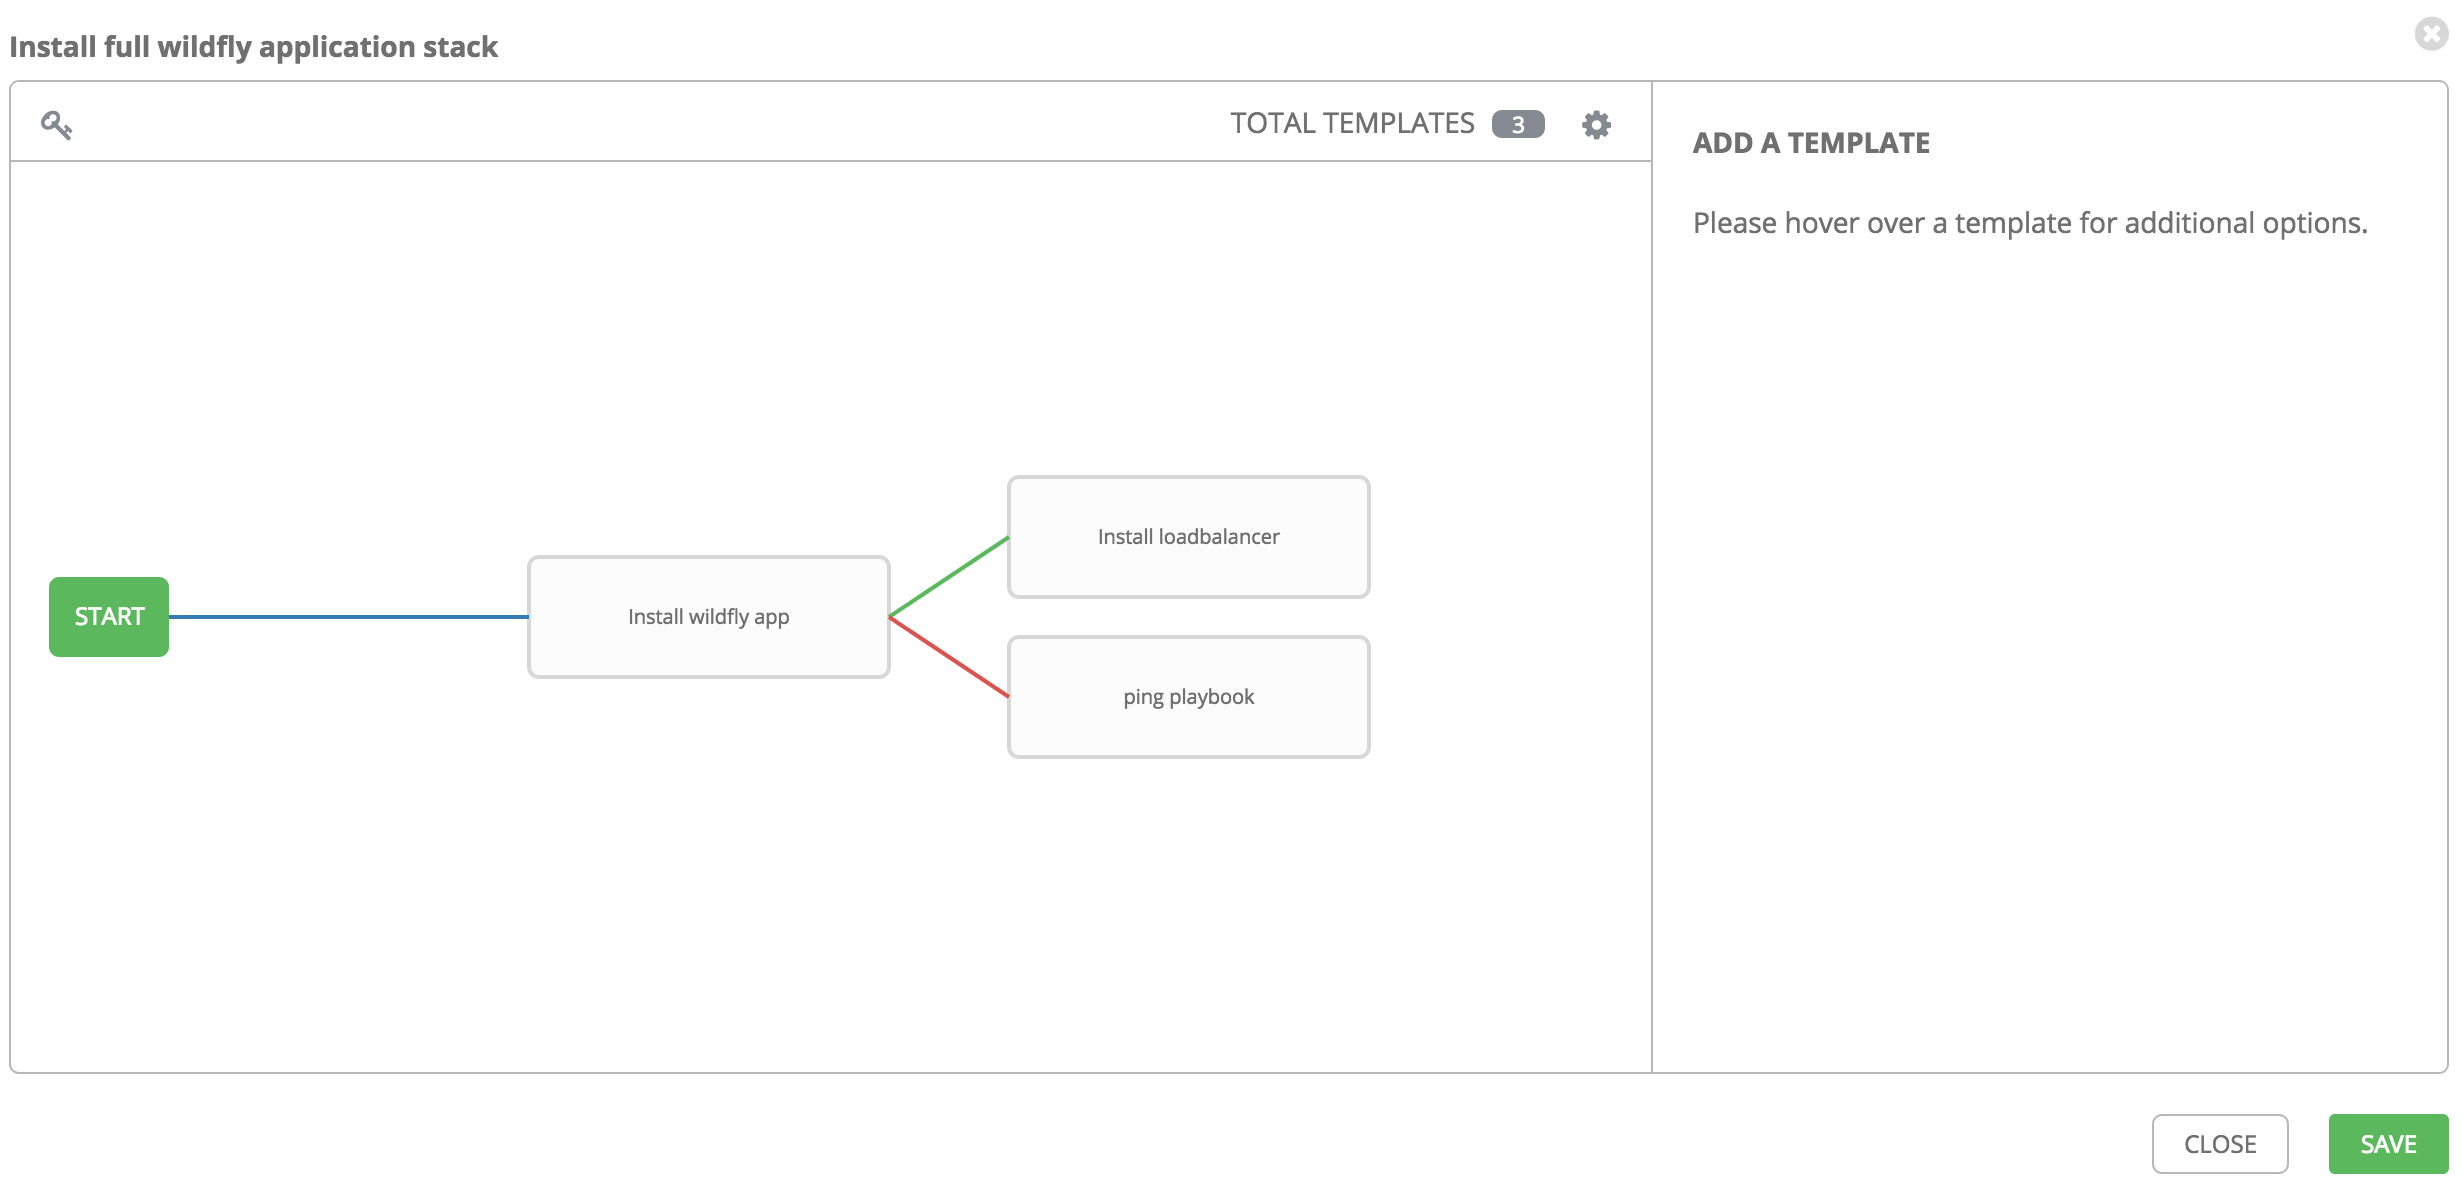 Install full wildfly application stack
TOTAL TEMPLATES 3
ADD A TEMPLATE
Please hover over a template for additional options.
START
Install wildfly app
Install loadbalancer
ping playbook
CLOSE
SAVE